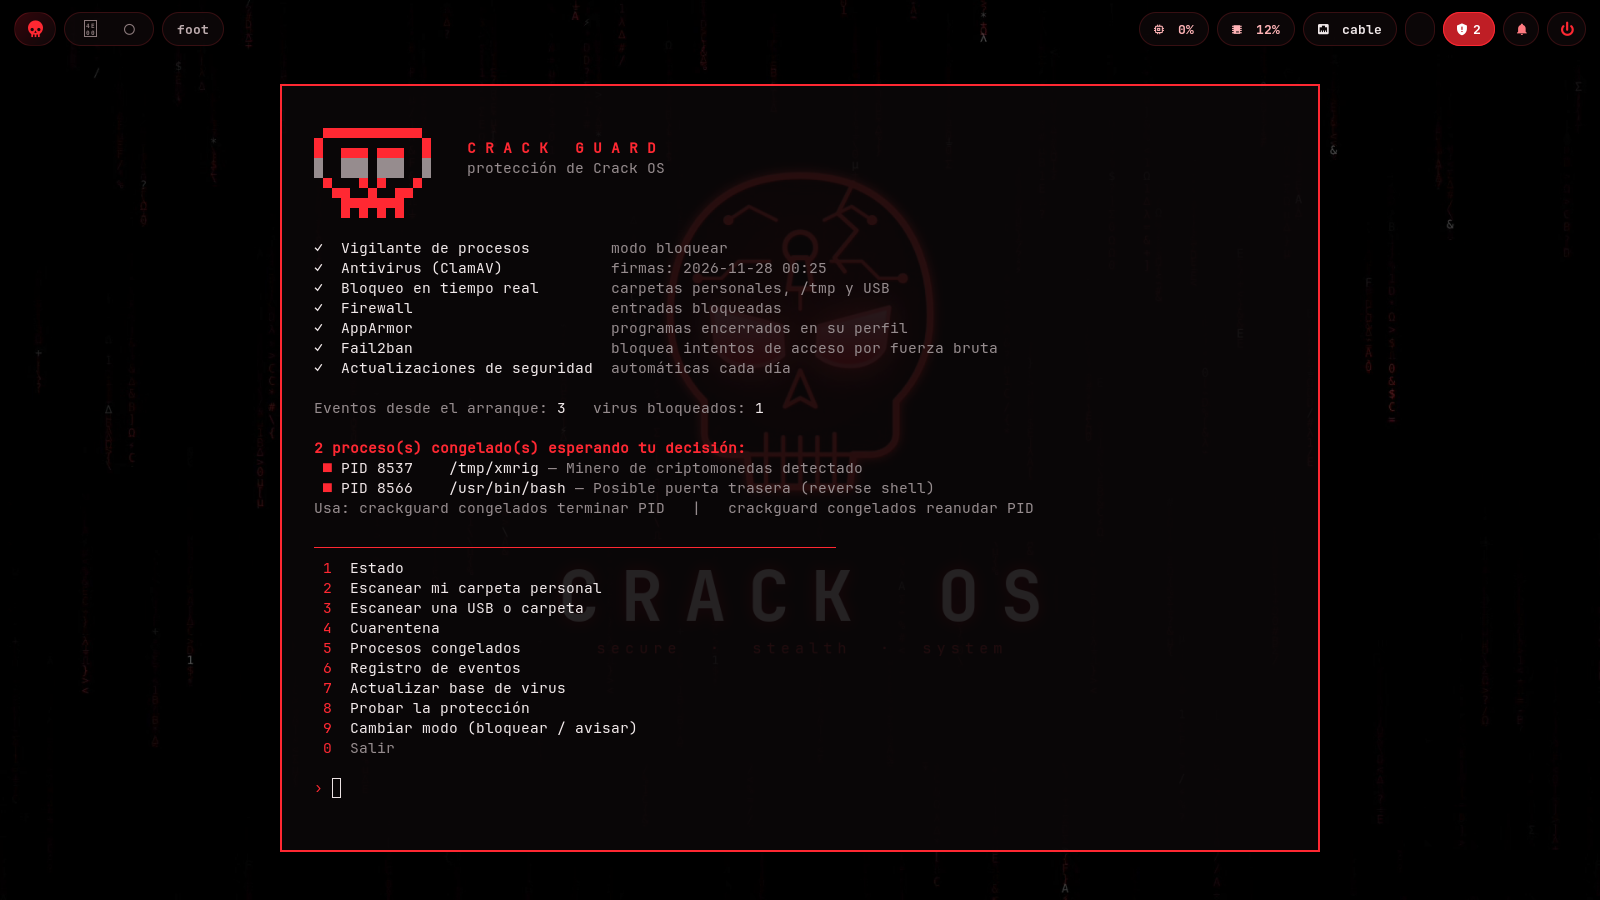 foot
0%
12%
cable
2
CRACK GUARD
protección de Crack OS
✓ Vigilante de procesos modo bloquear
✓ Antivirus (ClamAV) firmas: 2026-11-28 00:25
✓ Bloqueo en tiempo real carpetas personales, /tmp y USB
✓ Firewall entradas bloqueadas
✓ AppArmor programas encerrados en su perfil
✓ Fail2ban bloquea intentos de acceso por fuerza bruta
✓ Actualizaciones de seguridad automáticas cada día
Eventos desde el arranque: 3 virus bloqueados: 1
2 proceso(s) congelado(s) esperando tu decisión:
■ PID 8537 /tmp/xmrig — Minero de criptomonedas detectado
■ PID 8566 /usr/bin/bash — Posible puerta trasera (reverse shell)
Usa: crackguard congelados terminar PID | crackguard congelados reanudar PID
1 Estado
2 Escanear mi carpeta personal
3 Escanear una USB o carpeta
4 Cuarentena
5 Procesos congelados
6 Registro de eventos
7 Actualizar base de virus
8 Probar la protección
9 Cambiar modo (bloquear / avisar)
0 Salir
›
CRACK OS
secure · stealth · system